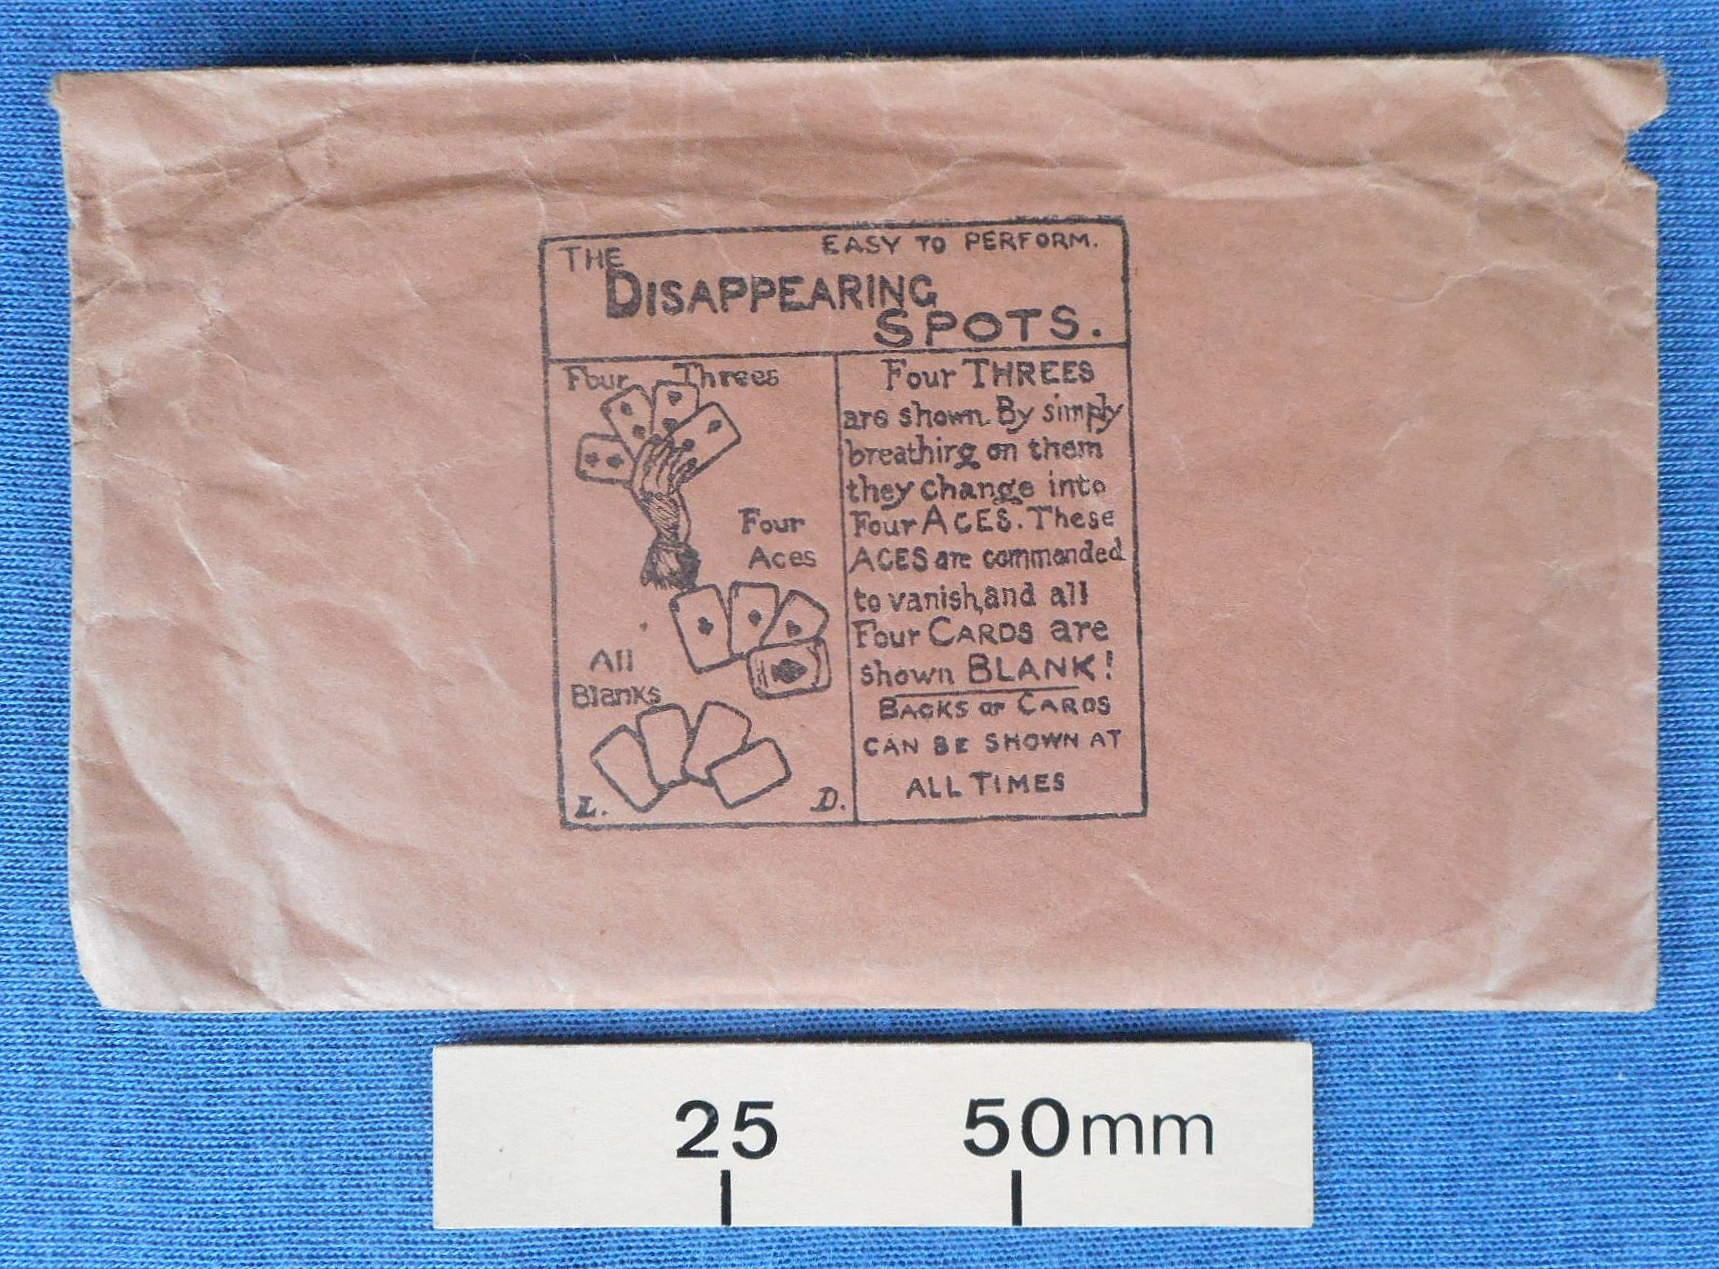 THE
EASY TO PERFORM.
DISAPPEARING
SPOTS.
Four Threes
Four
Aces
All
Blanks
L. D.
Four THREES
are shown. By simply
breathing on them
they change into
Four ACES. These
ACES are commanded
to vanish, and all
Four CARDS are
shown BLANK!
BACKS OF CARDS
CAN BE SHOWN AT
ALL TIMES
25 50mm